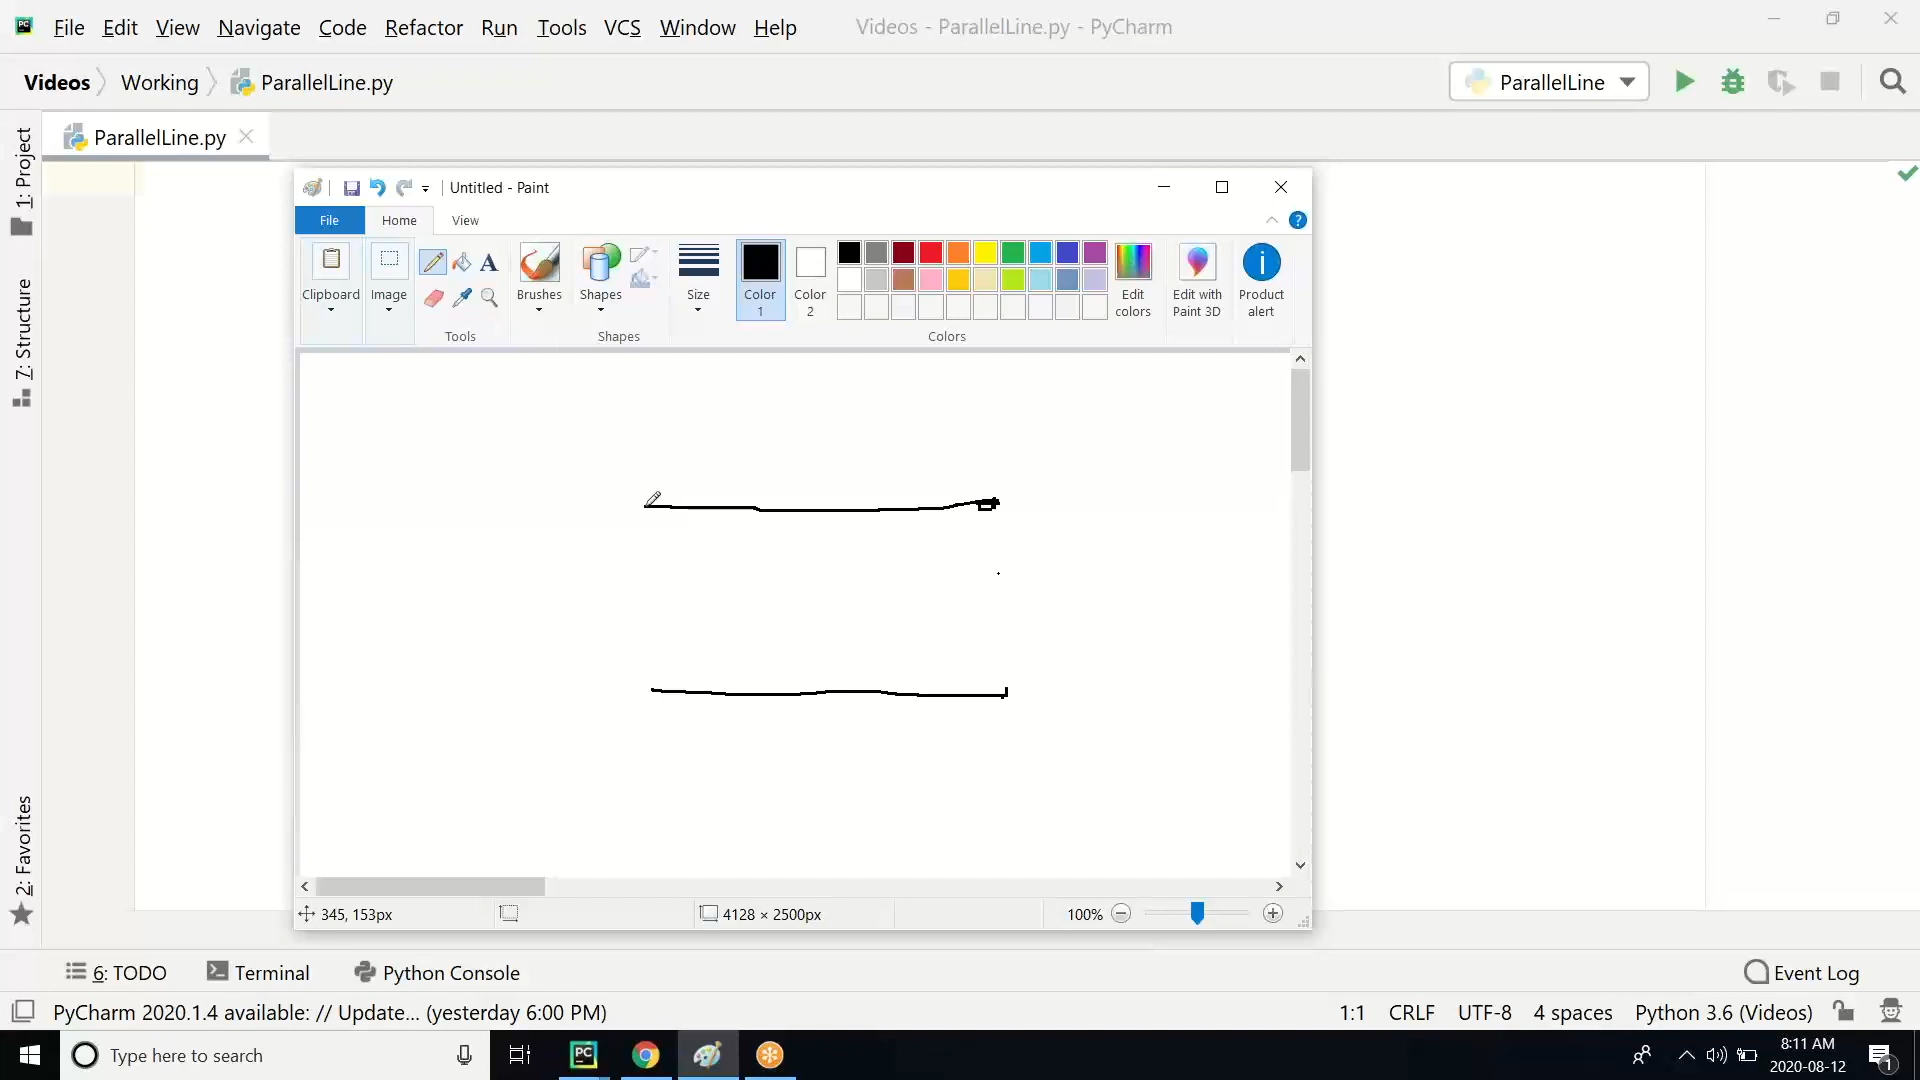 File Edit View Navigate Code Refactor Run Tools VCS Window Help Videos - ParallelLine.py - PyCharm
Videos Working ParallelLine.py ParallelLine
ParallelLine.py
1: Project
7: Structure
2: Favorites
Untitled - Paint
File Home View
Clipboard Image Brushes Shapes Size Color 1 Color 2 Edit colors Edit with Paint 3D Product alert
Tools Shapes Colors
345, 153px 4128 × 2500px 100%
6: TODO Terminal Python Console Event Log
PyCharm 2020.1.4 available: // Update... (yesterday 6:00 PM) 1:1 CRLF UTF-8 4 spaces Python 3.6 (Videos)
Type here to search
8:11 AM
2020-08-12
1